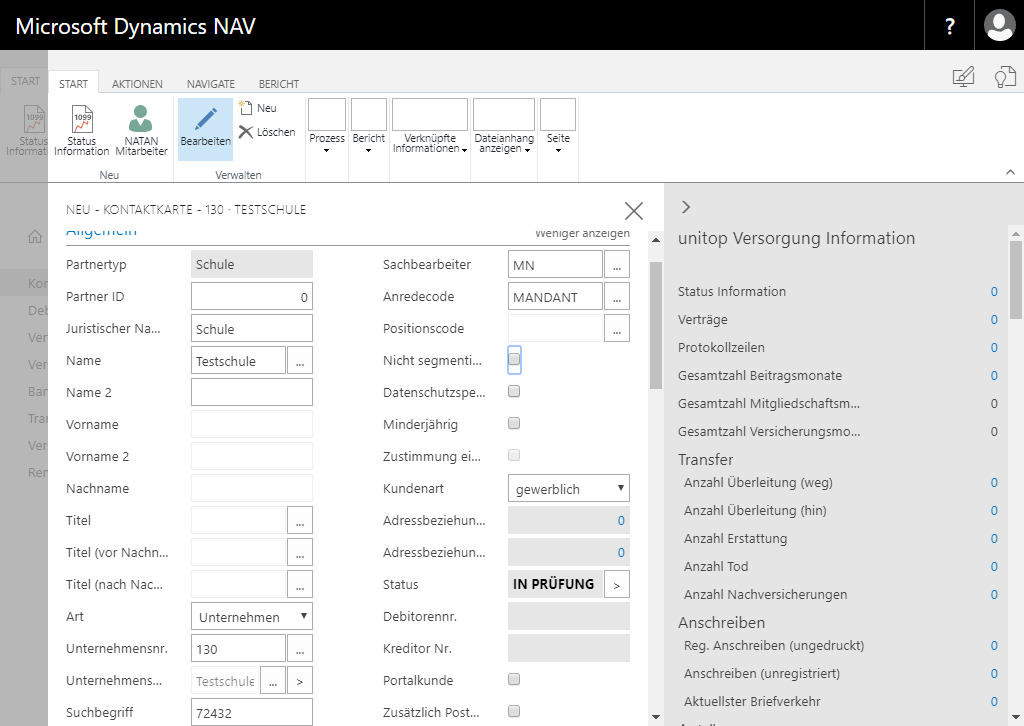 Microsoft Dynamics NAV
?
START
START
AKTIONEN
NAVIGATE
BERICHT
1099
Status
Informat
1099
Status
Information
NATAN
Mitarbeiter
Neu
Bearbeiten
Neu
Löschen
Verwalten
Prozess
Bericht
Verknüpfte
Informationen
Dateianhang
anzeigen
Seite
NEU - KONTAKTKARTE - 130 · TESTSCHULE
Allgemein
Weniger anzeigen
Kon
Deb
Ver
Ver
Ban
Tran
Ver
Ren
Partnertyp Schule
Partner ID 0
Juristischer Na... Schule
Name Testschule ...
Name 2
Vorname
Vorname 2
Nachname
Titel ...
Titel (vor Nachn... ...
Titel (nach Nac... ...
Art Unternehmen
Unternehmensnr. 130 ...
Unternehmens... Testschule ... >
Suchbegriff 72432
Sachbearbeiter MN ...
Anredecode MANDANT ...
Positionscode ...
Nicht segmenti...
Datenschutzspe...
Minderjährig
Zustimmung ei...
Kundenart gewerblich
Adressbeziehun... 0
Adressbeziehun... 0
Status IN PRÜFUNG >
Debitorennr.
Kreditor Nr.
Portalkunde
Zusätzlich Post...
unitop Versorgung Information
Status Information 0
Verträge 0
Protokollzeilen 0
Gesamtzahl Beitragsmonate 0
Gesamtzahl Mitgliedschaftsm... 0
Gesamtzahl Versicherungsmo... 0
Transfer
Anzahl Überleitung (weg) 0
Anzahl Überleitung (hin) 0
Anzahl Erstattung 0
Anzahl Tod 0
Anzahl Nachversicherungen 0
Anschreiben
Reg. Anschreiben (ungedruckt) 0
Anschreiben (unregistriert) 0
Aktuellster Briefverkehr 0